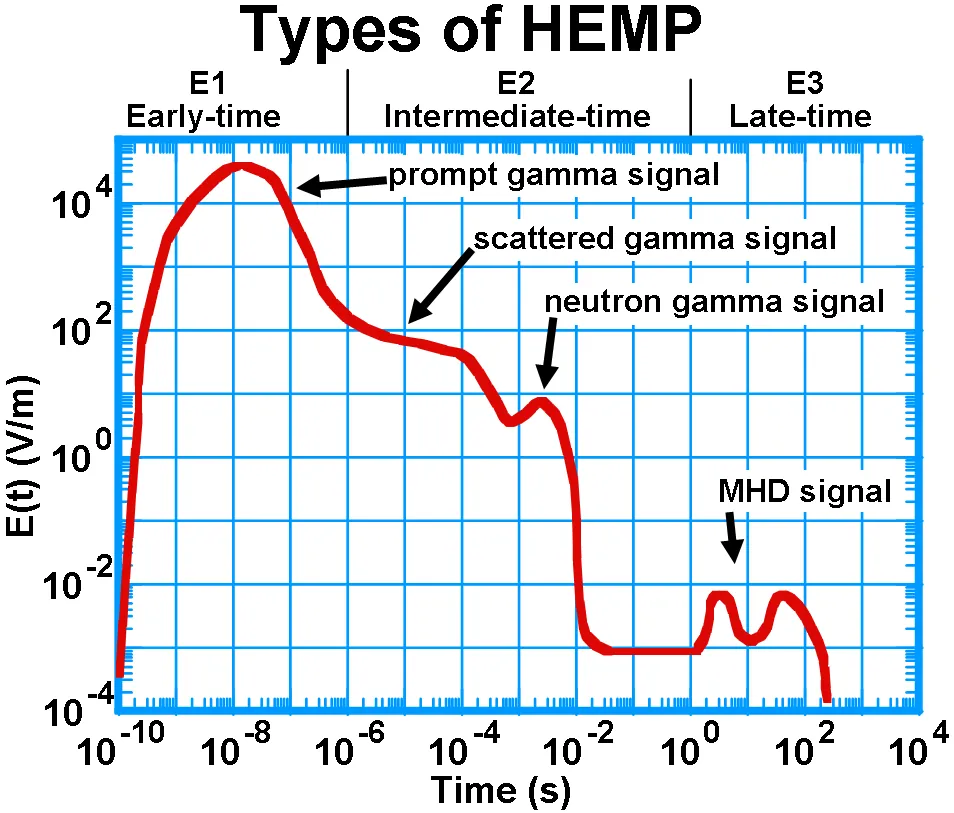 Types of HEMP
E1
Early-time
E2
Intermediate-time
E3
Late-time
prompt gamma signal
scattered gamma signal
neutron gamma signal
MHD signal
E(t) (V/m)
10^4
10^2
10^0
10^-2
10^-4
10^-10 10^-8 10^-6 10^-4 10^-2 10^0 10^2 10^4
Time (s)